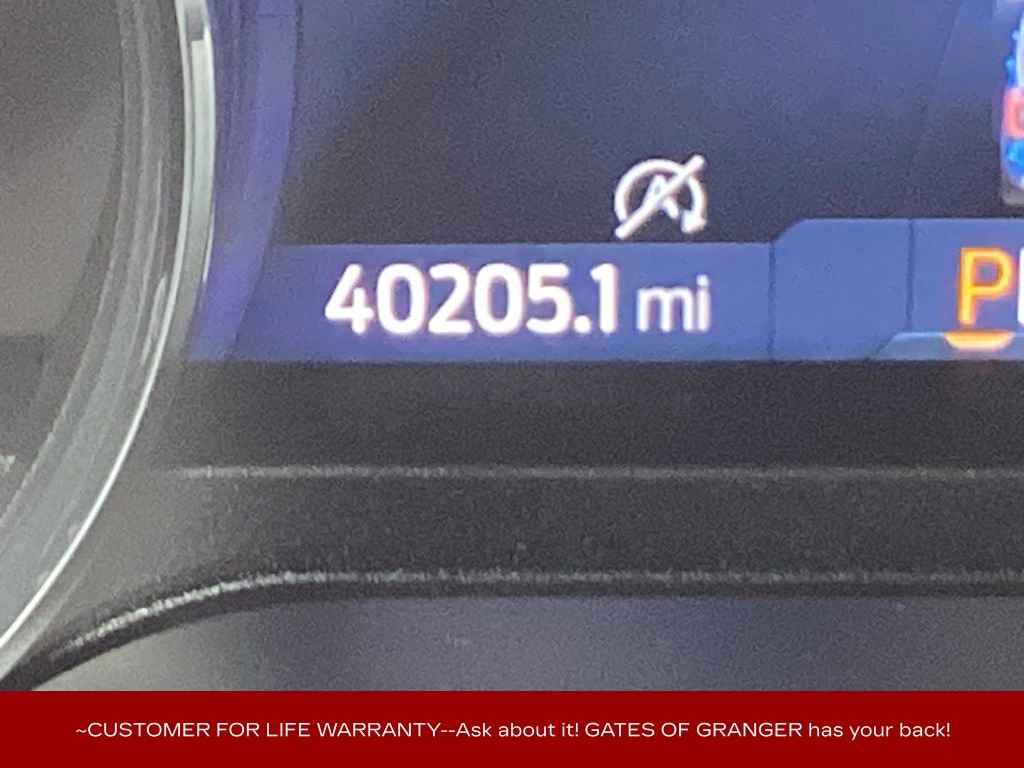 A
40205.1 mi
P
~CUSTOMER FOR LIFE WARRANTY--Ask about it! GATES OF GRANGER has your back!